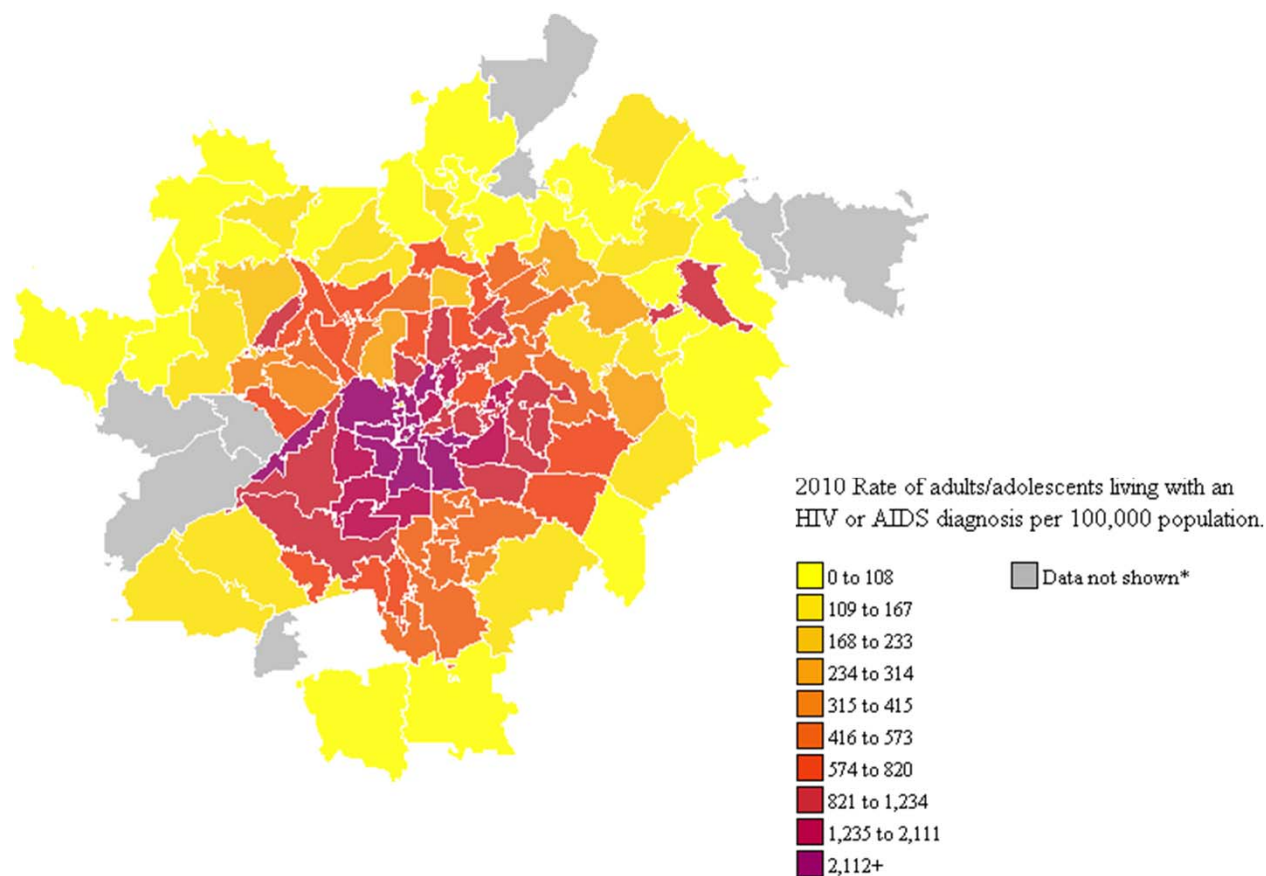 2010 Rate of adults/adolescents living with an
HIV or AIDS diagnosis per 100,000 population.
0 to 108
Data not shown*
109 to 167
168 to 233
234 to 314
315 to 415
416 to 573
574 to 820
821 to 1,234
1,235 to 2,111
2,112+